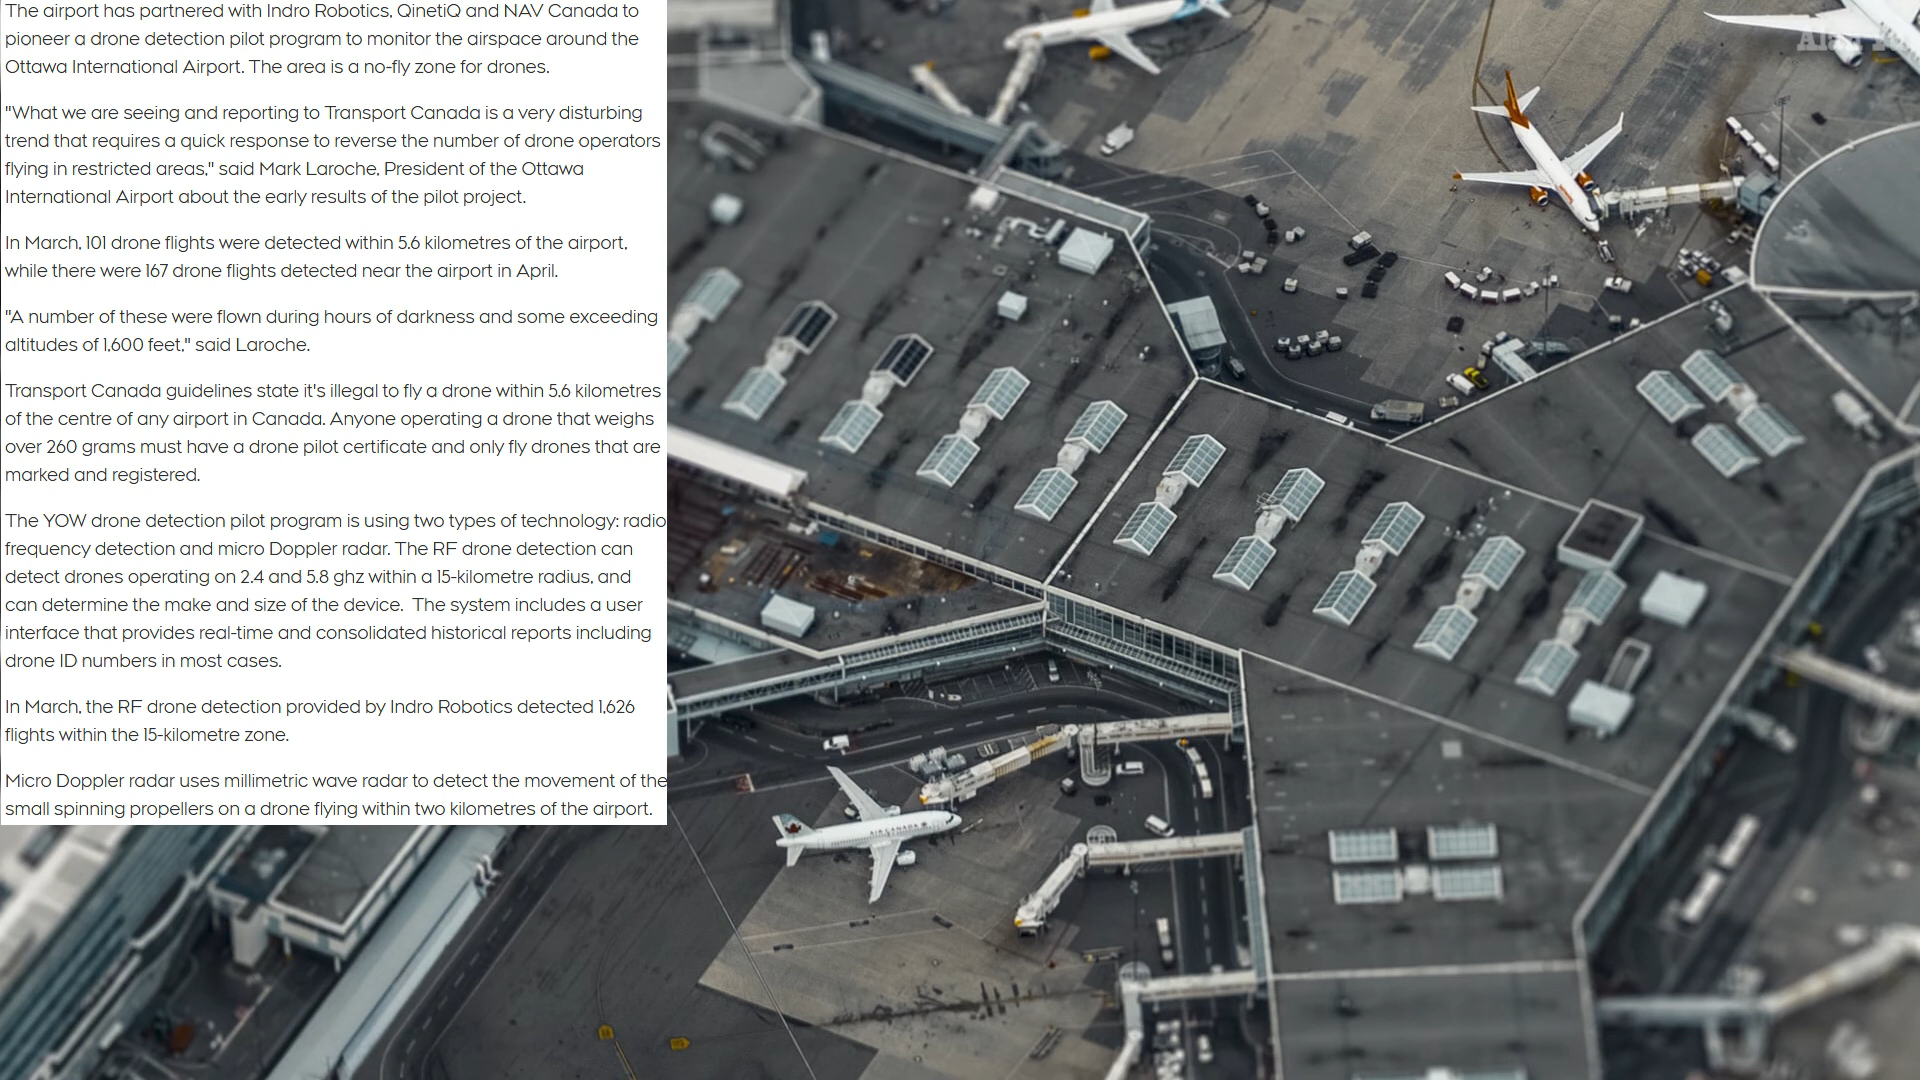 The airport has partnered with Indro Robotics, QinetiQ and NAV Canada to
pioneer a drone detection pilot program to monitor the airspace around the
Ottawa International Airport. The area is a no-fly zone for drones.
"What we are seeing and reporting to Transport Canada is a very disturbing
trend that requires a quick response to reverse the number of drone operators
flying in restricted areas," said Mark Laroche, President of the Ottawa
International Airport about the early results of the pilot project.
In March, 101 drone flights were detected within 5.6 kilometres of the airport,
while there were 167 drone flights detected near the airport in April.
"A number of these were flown during hours of darkness and some exceeding
altitudes of 1,600 feet," said Laroche.
Transport Canada guidelines state it's illegal to fly a drone within 5.6 kilometres
of the centre of any airport in Canada. Anyone operating a drone that weighs
over 260 grams must have a drone pilot certificate and only fly drones that are
marked and registered.
The YOW drone detection pilot program is using two types of technology: radio
frequency detection and micro Doppler radar. The RF drone detection can
detect drones operating on 2.4 and 5.8 ghz within a 15-kilometre radius, and
can determine the make and size of the device.  The system includes a user
interface that provides real-time and consolidated historical reports including
drone ID numbers in most cases.
In March, the RF drone detection provided by Indro Robotics detected 1,626
flights within the 15-kilometre zone.
Micro Doppler radar uses millimetric wave radar to detect the movement of the
small spinning propellers on a drone flying within two kilometres of the airport.
AIR CANADA